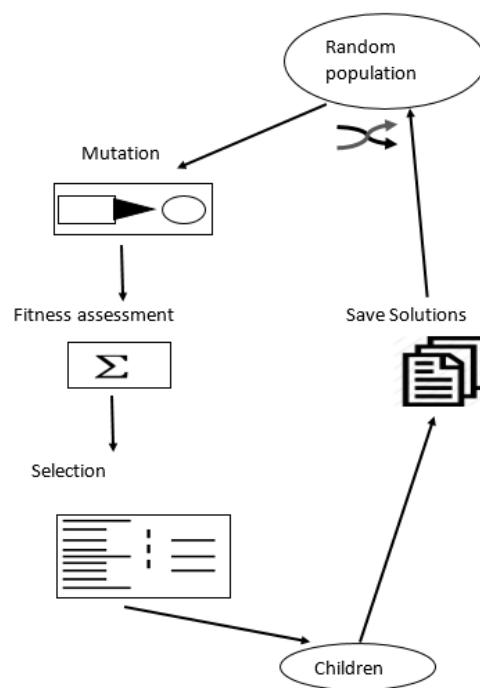 Random
population
Mutation
Fitness assessment
Σ
Selection
Children
Save Solutions